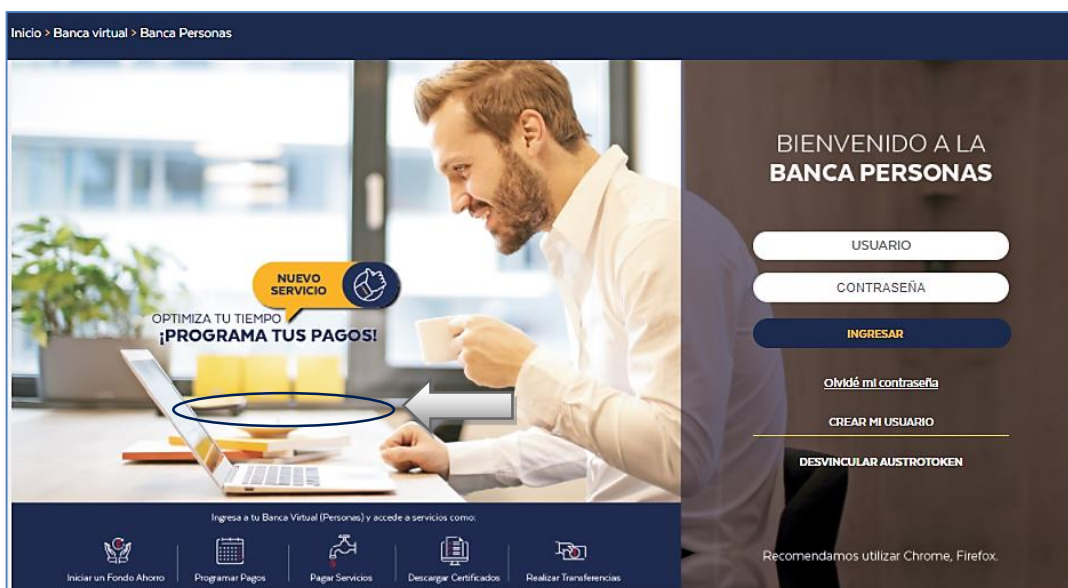 Inicio > Banca virtual > Banca Personas
NUEVO
SERVICIO
OPTIMIZA TU TIEMPO
¡PROGRAMA TUS PAGOS!
Ingresa a tu Banca Virtual (Personas) y accede a servicios como:
Iniciar un Fondo Ahorro
Programar Pagos
Pagar Servicios
Descargar Certificados
Realizar Transferencias
BIENVENIDO A LA
BANCA PERSONAS
USUARIO
CONTRASEÑA
INGRESAR
Olvidé mi contraseña
CREAR MI USUARIO
DESVINCULAR AUSTROTOKEN
Recomendamos utilizar Chrome, Firefox.